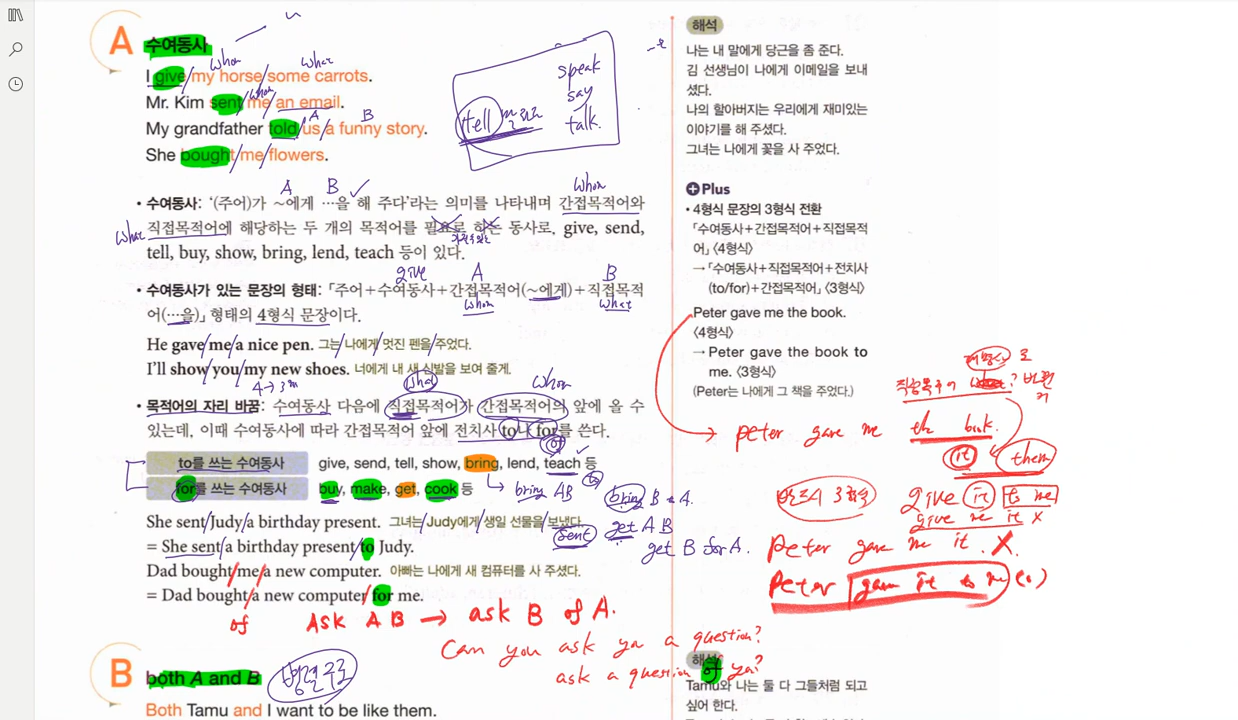 A 수여동사
whom what
I give/my horse/some carrots.
whom
Mr. Kim sent/me/an email.
A B
My grandfather told/us/a funny story.
She bought/me/flowers.
speak
say
tell talk.
A B whom
• 수여동사: '(주어)가 ~에게 …을 해 주다'라는 의미를 나타내며 간접목적어와
what 직접목적어에 해당하는 두 개의 목적어를 필요로 하는 동사로, give, send,
tell, buy, show, bring, lend, teach 등이 있다.
give A B
• 수여동사가 있는 문장의 형태: 「주어+수여동사+간접목적어(~에게)+직접목적
whom what
어(…을)」 형태의 4형식 문장이다.
He gave/me/a nice pen. 그는/나에게/멋진 펜을/주었다.
I'll show/you/my new shoes. 너에게 내 새 신발을 보여 줄게.
4→3 what whom
• 목적어의 자리 바꿈: 수여동사 다음에 직접목적어가 간접목적어의 앞에 올 수
있는데, 이때 수여동사에 따라 간접목적어 앞에 전치사 to나 for를 쓴다.
of
to를 쓰는 수여동사 give, send, tell, show, bring, lend, teach 등
for를 쓰는 수여동사 buy, make, get, cook 등
bring AB
bring B to A.
She sent/Judy/a birthday present. 그녀는/Judy에게/생일 선물을/보냈다.
sent get A B
get B for A.
= She sent/a birthday present/to Judy.
Dad bought/me/a new computer. 아빠는 나에게 새 컴퓨터를 사 주셨다.
= Dad bought/a new computer/for me.
of ASK A B → ask B of A.
Can you ask you a question?
ask a question of you?
B both A and B 병렬구조
Both Tamu and I want to be like them.
해석
나는 내 말에게 당근을 좀 준다.
김 선생님이 나에게 이메일을 보내
셨다.
나의 할아버지는 우리에게 재미있는
이야기를 해 주셨다.
그녀는 나에게 꽃을 사 주었다.
+Plus
• 4형식 문장의 3형식 전환
「수여동사+간접목적어+직접목적
어」 〈4형식〉
→ 「수여동사+직접목적어+전치사
(to/for)+간접목적어」 〈3형식〉
Peter gave me the book.
〈4형식〉
→ Peter gave the book to
me. 〈3형식〉
(Peter는 나에게 그 책을 주었다.)
peter gave me the book.
it them
반드시 3형식 give it to me
give me it X
peter gave me it. X.
Peter gave it to me (o)
해석
Tamu와 나는 둘 다 그들처럼 되고
싶어 한다.